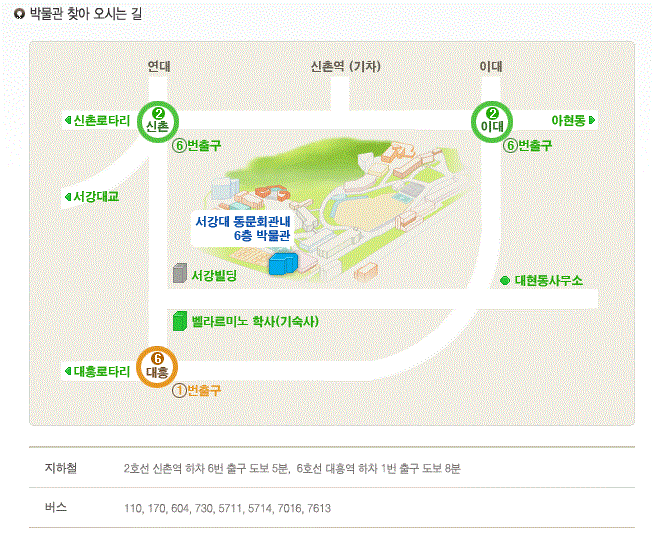 박물관 찾아 오시는 길
연대
신촌역 (기차)
이대
신촌로타리
2
신촌
2
이대
아현동
⑥번출구
⑥번출구
서강대교
서강대 동문회관내
6층 박물관
서강빌딩
대현동사무소
벨라르미노 학사(기숙사)
대흥로타리
6
대흥
①번출구
지하철
2호선 신촌역 하차 6번 출구 도보 5분, 6호선 대흥역 하차 1번 출구 도보 8분
버스
110, 170, 604, 730, 5711, 5714, 7016, 7613